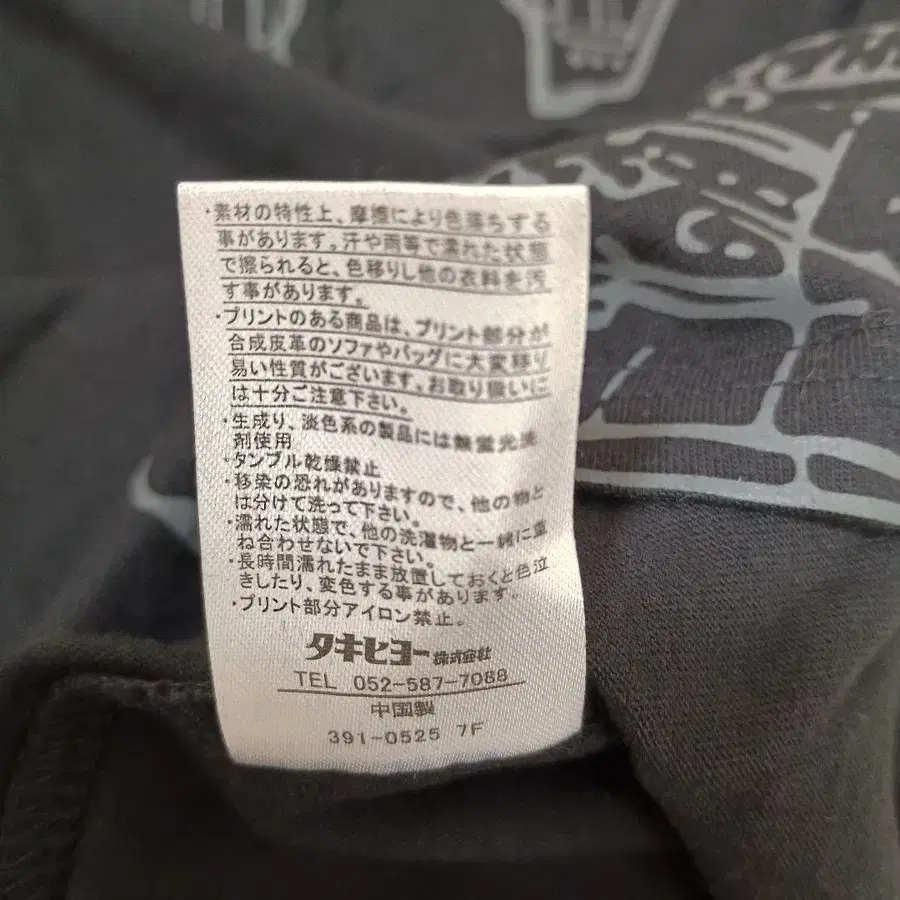 ・素材の特性上、摩擦により色落ちする
事があります。汗や雨等で濡れた状態
で擦られると、色移りし他の衣料を汚
す事があります。
・プリントのある商品は、プリント部分が
合成皮革のソファやバッグに大変移り
易い性質がございます。お取り扱いに
は十分ご注意下さい。
・生成り、淡色系の製品には無蛍光洗
剤使用
・タンブル乾燥禁止
・移染の恐れがありますので、他の物と
は分けて洗って下さい。
・濡れた状態で、他の洗濯物と一緒に重
ね合わせないで下さい。
・長時間濡れたまま放置しておくと色泣
きしたり、変色する事があります。
・プリント部分アイロン禁止。
タキヒヨー株式會社
TEL 052-587-7088
中国製
391-0525 7F